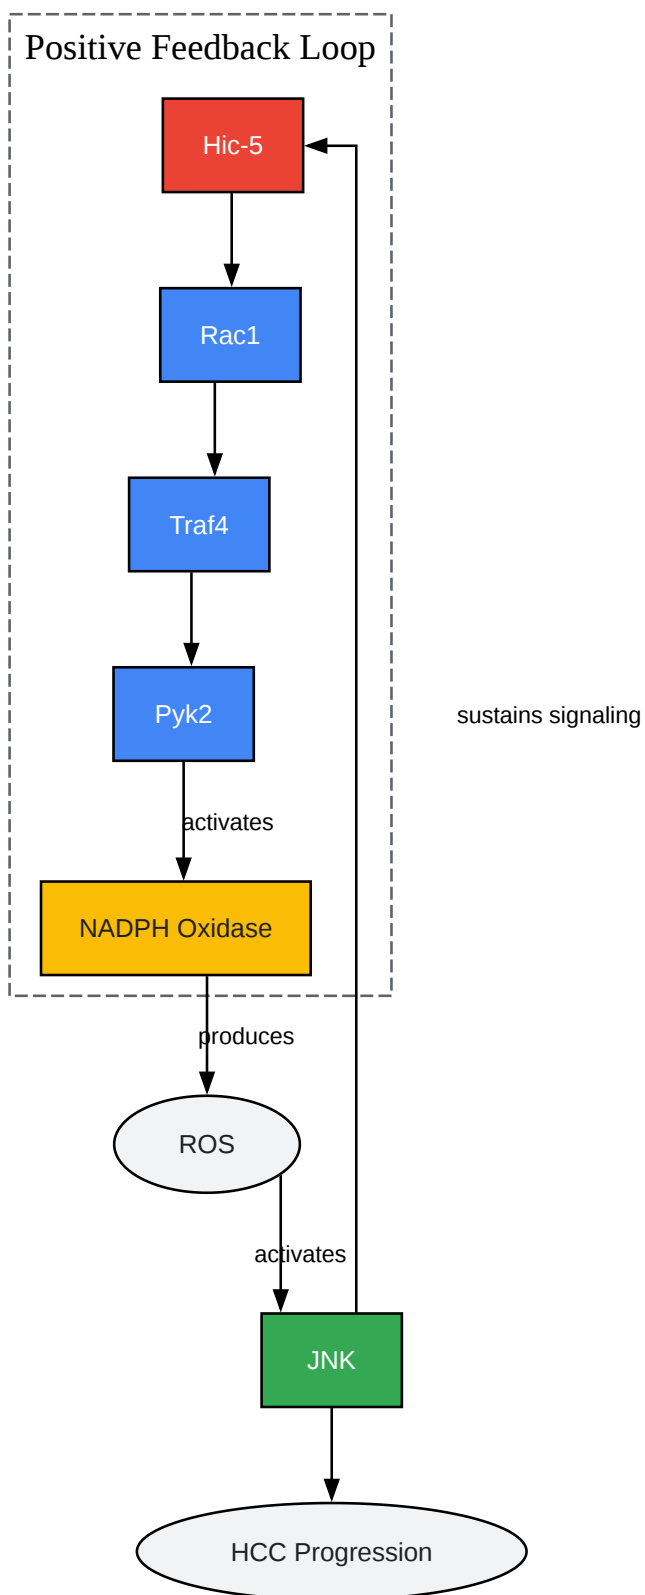 Positive Feedback Loop
Hic-5
Rac1
Traf4
Pyk2
sustains signaling
activates
NADPH Oxidase
produces
ROS
activates
JNK
HCC Progression